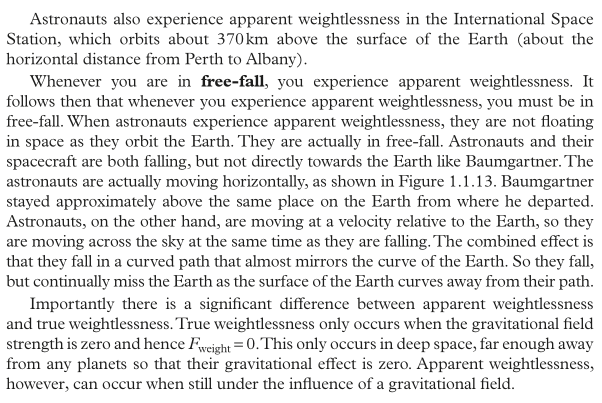 Astronauts also experience apparent weightlessness in the International Space
Station, which orbits about 370 km above the surface of the Earth (about the
horizontal distance from Perth to Albany).
Whenever you are in free-fall, you experience apparent weightlessness. It
follows then that whenever you experience apparent weightlessness, you must be in
free-fall. When astronauts experience apparent weightlessness, they are not floating
in space as they orbit the Earth. They are actually in free-fall. Astronauts and their
spacecraft are both falling, but not directly towards the Earth like Baumgartner. The
astronauts are actually moving horizontally, as shown in Figure 1.1.13. Baumgartner
stayed approximately above the same place on the Earth from where he departed.
Astronauts, on the other hand, are moving at a velocity relative to the Earth, so they
are moving across the sky at the same time as they are falling. The combined effect is
that they fall in a curved path that almost mirrors the curve of the Earth. So they fall,
but continually miss the Earth as the surface of the Earth curves away from their path.
Importantly there is a significant difference between apparent weightlessness
and true weightlessness. True weightlessness only occurs when the gravitational field
strength is zero and hence F_weight = 0. This only occurs in deep space, far enough away
from any planets so that their gravitational effect is zero. Apparent weightlessness,
however, can occur when still under the influence of a gravitational field.